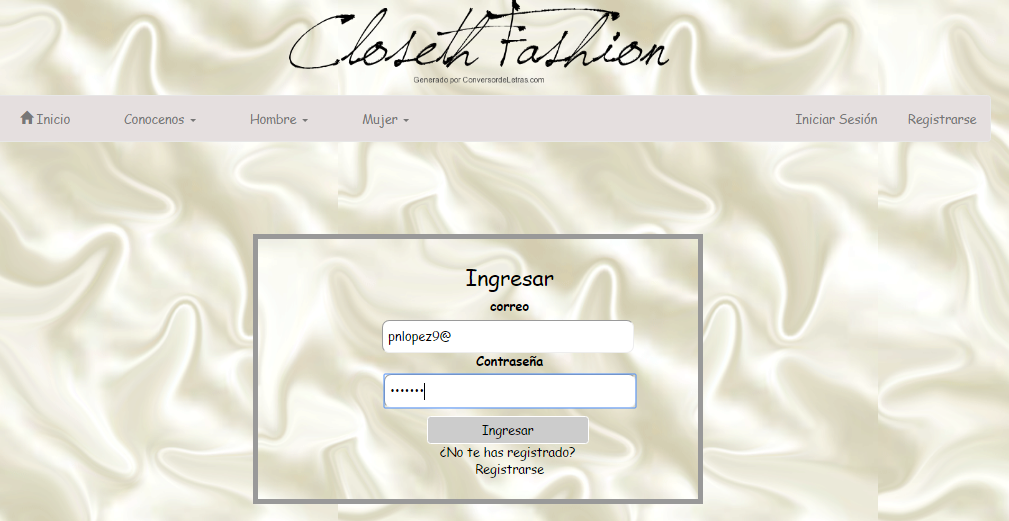 Closeth Fashion
Generado por ConversordeLetras.com
Inicio Conocenos Hombre Mujer Iniciar Sesión Registrarse
Ingresar
correo
pnlopez9@
Contraseña
•••••••
Ingresar
¿No te has registrado?
Registrarse